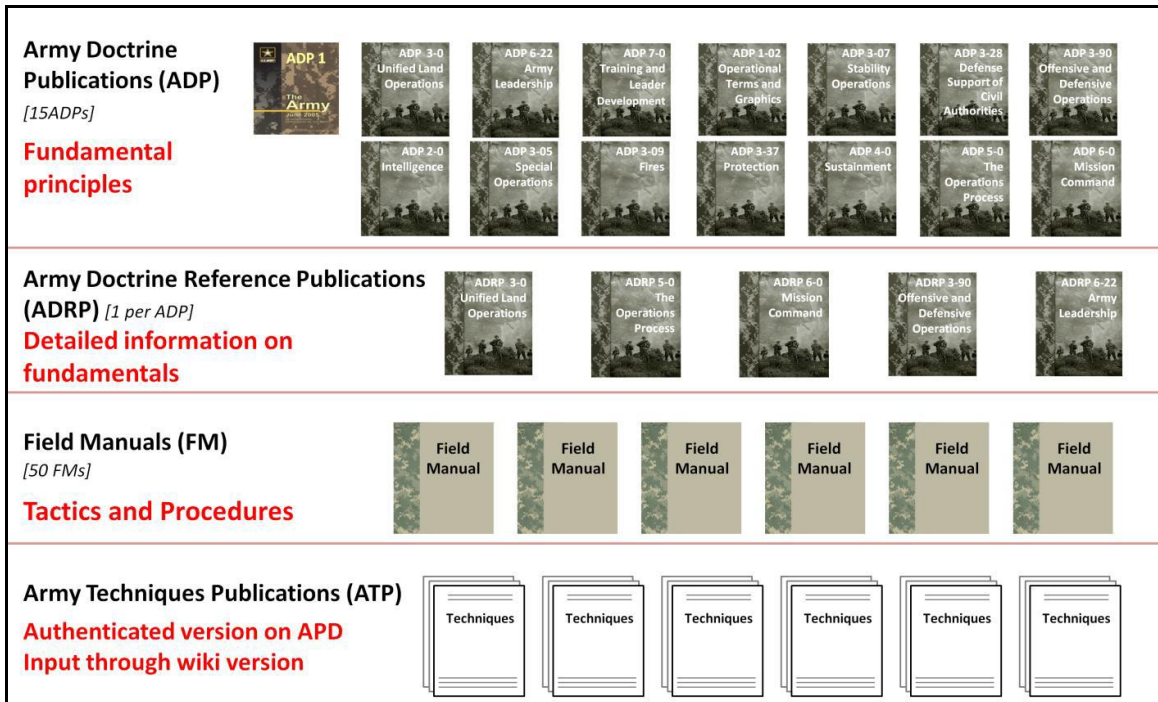 Army Doctrine
Publications (ADP)
[15ADPs]
Fundamental
principles
ADP 1
The
Army
ADP 3-0
Unified Land
Operations
ADP 6-22
Army
Leadership
ADP 7-0
Training and
Leader
Development
ADP 1-02
Operational
Terms and
Graphics
ADP 3-07
Stability
Operations
ADP 3-28
Defense
Support of
Civil
Authorities
ADP 3-90
Offensive and
Defensive
Operations
ADP 2-0
Intelligence
ADP 3-05
Special
Operations
ADP 3-09
Fires
ADP 3-37
Protection
ADP 4-0
Sustainment
ADP 5-0
The
Operations
Process
ADP 6-0
Mission
Command
Army Doctrine Reference Publications
(ADRP) [1 per ADP]
Detailed information on
fundamentals
ADRP 3-0
Unified Land
Operations
ADRP 5-0
The
Operations
Process
ADRP 6-0
Mission
Command
ADRP 3-90
Offensive and
Defensive
Operations
ADRP 6-22
Army
Leadership
Field Manuals (FM)
[50 FMs]
Tactics and Procedures
Field
Manual
Field
Manual
Field
Manual
Field
Manual
Field
Manual
Field
Manual
Army Techniques Publications (ATP)
Authenticated version on APD
Input through wiki version
Techniques
Techniques
Techniques
Techniques
Techniques
Techniques